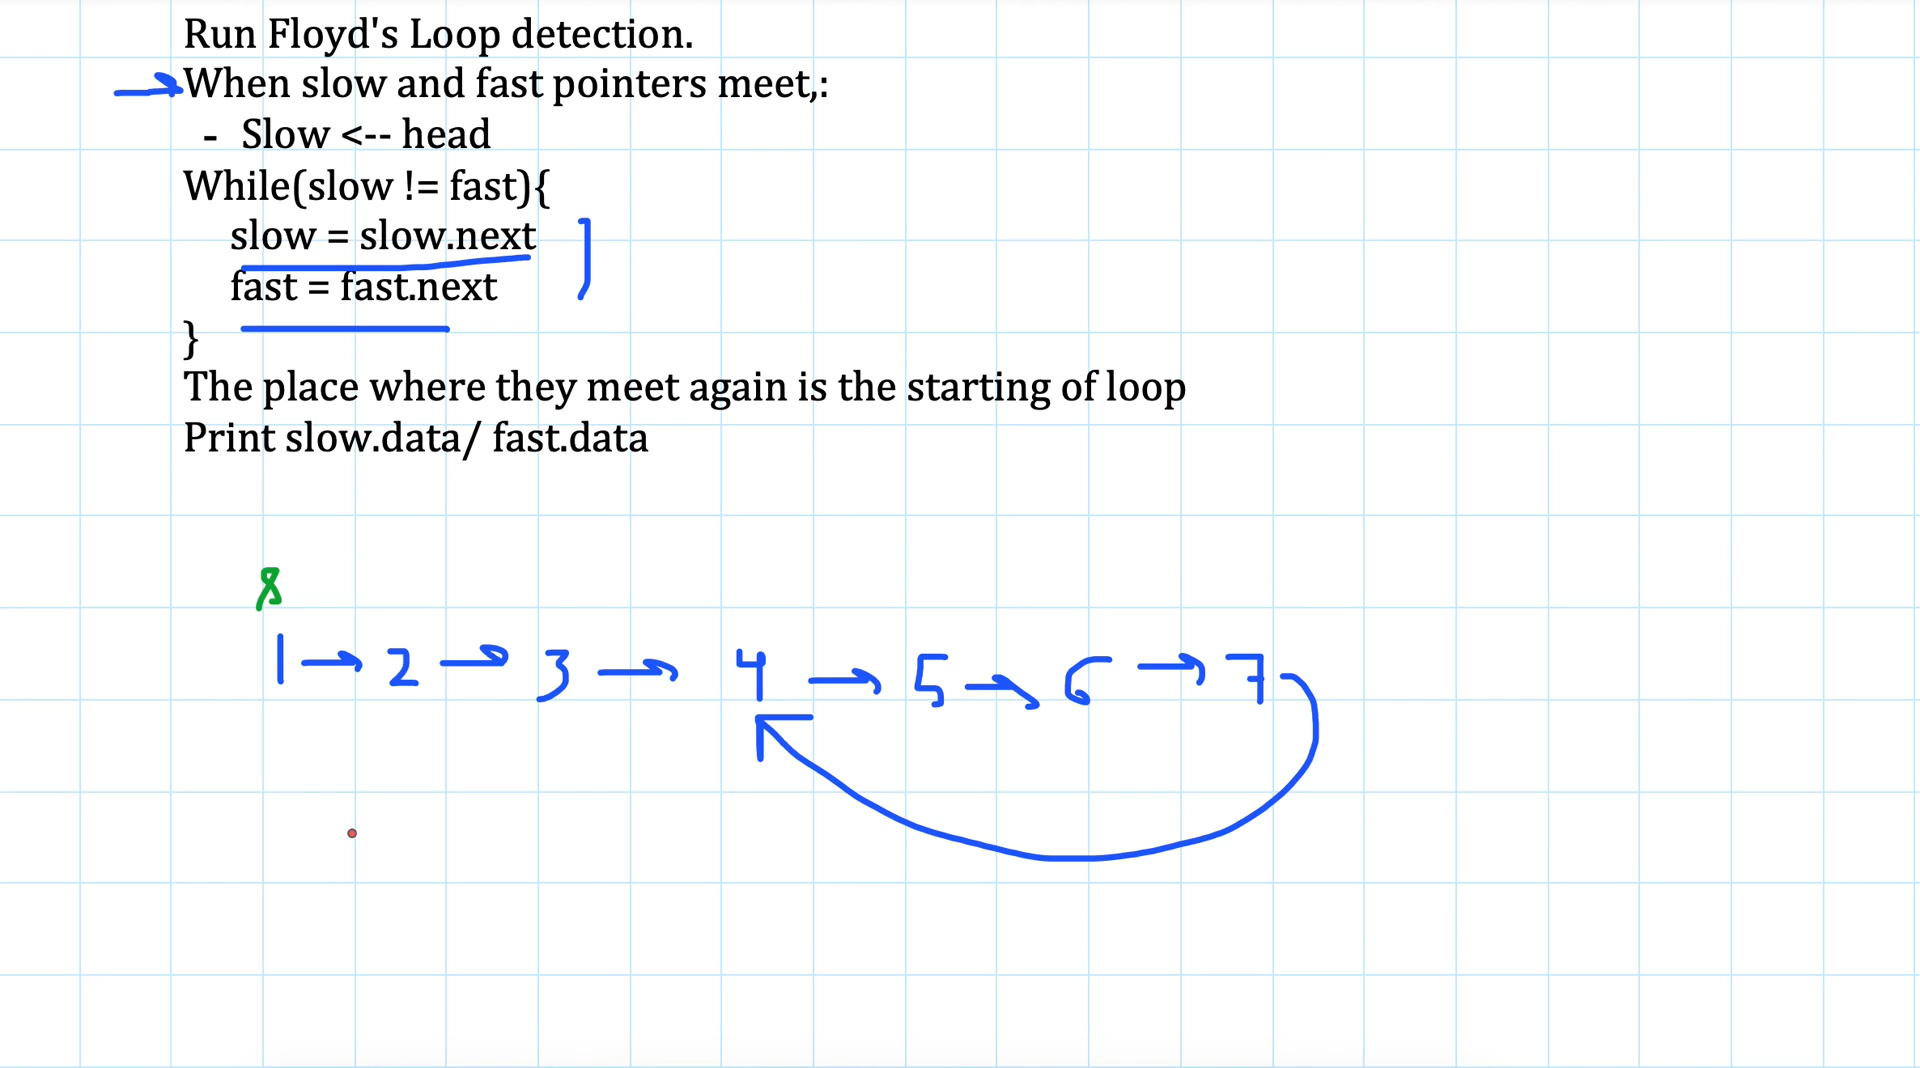 Run Floyd's Loop detection.
When slow and fast pointers meet,:
- Slow <-- head
While(slow != fast){
slow = slow.next
fast = fast.next
}
The place where they meet again is the starting of loop
Print slow.data/ fast.data
1 → 2 → 3 → 4 → 5 → 6 → 7